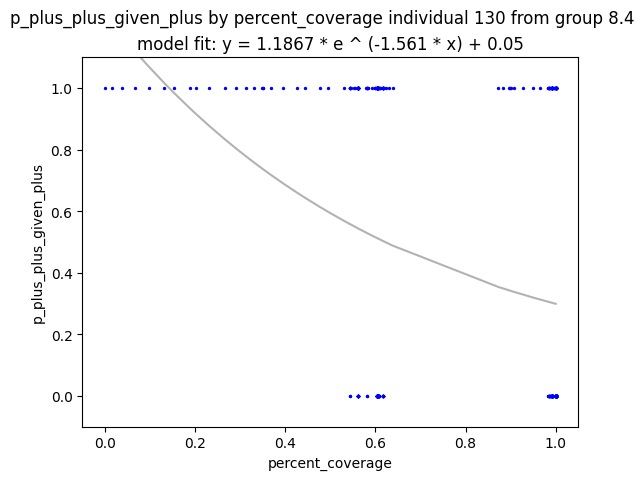 p_plus_plus_given_plus by percent_coverage individual 130 from group 8.4
model fit: y = 1.1867 * e ^ (-1.561 * x) + 0.05
1.0
0.8
0.6
0.4
0.2
0.0
p_plus_plus_given_plus
0.0 0.2 0.4 0.6 0.8 1.0
percent_coverage